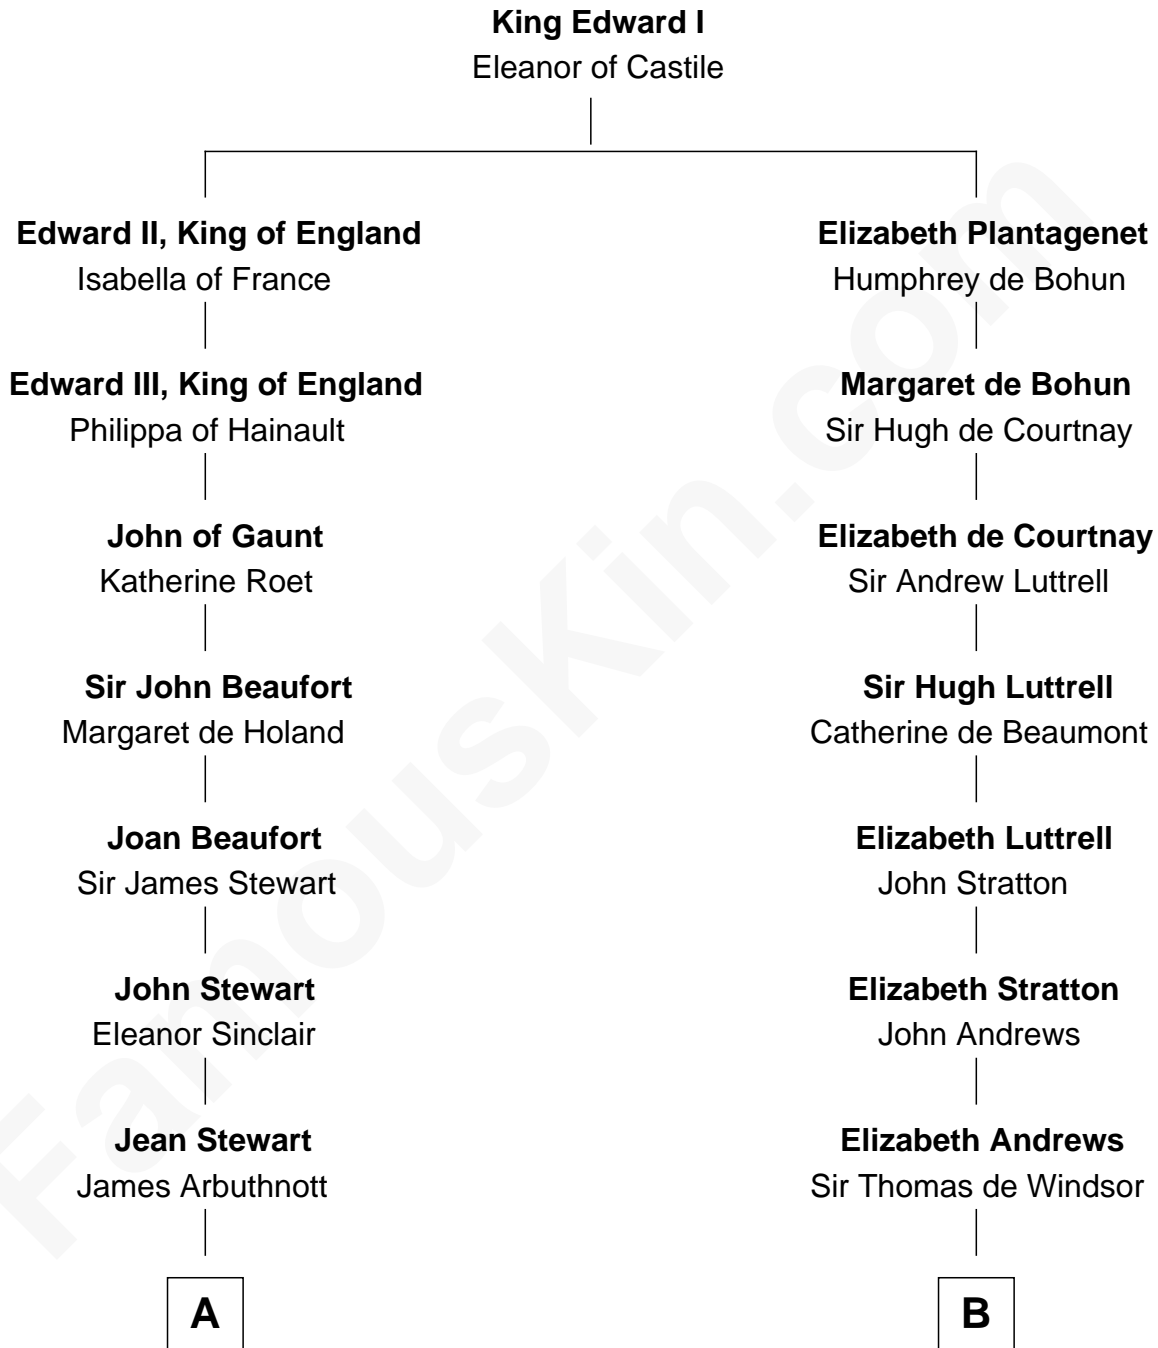 King Edward I
Eleanor of Castile
Edward II, King of England
Isabella of France
Edward III, King of England
Philippa of Hainault
John of Gaunt
Katherine Roet
Sir John Beaufort
Margaret de Holand
Joan Beaufort
Sir James Stewart
John Stewart
Eleanor Sinclair
Jean Stewart
James Arbuthnott
A
Elizabeth Plantagenet
Humphrey de Bohun
Margaret de Bohun
Sir Hugh de Courtnay
Elizabeth de Courtnay
Sir Andrew Luttrell
Sir Hugh Luttrell
Catherine de Beaumont
Elizabeth Luttrell
John Stratton
Elizabeth Stratton
John Andrews
Elizabeth Andrews
Sir Thomas de Windsor
B
FamousKin.com